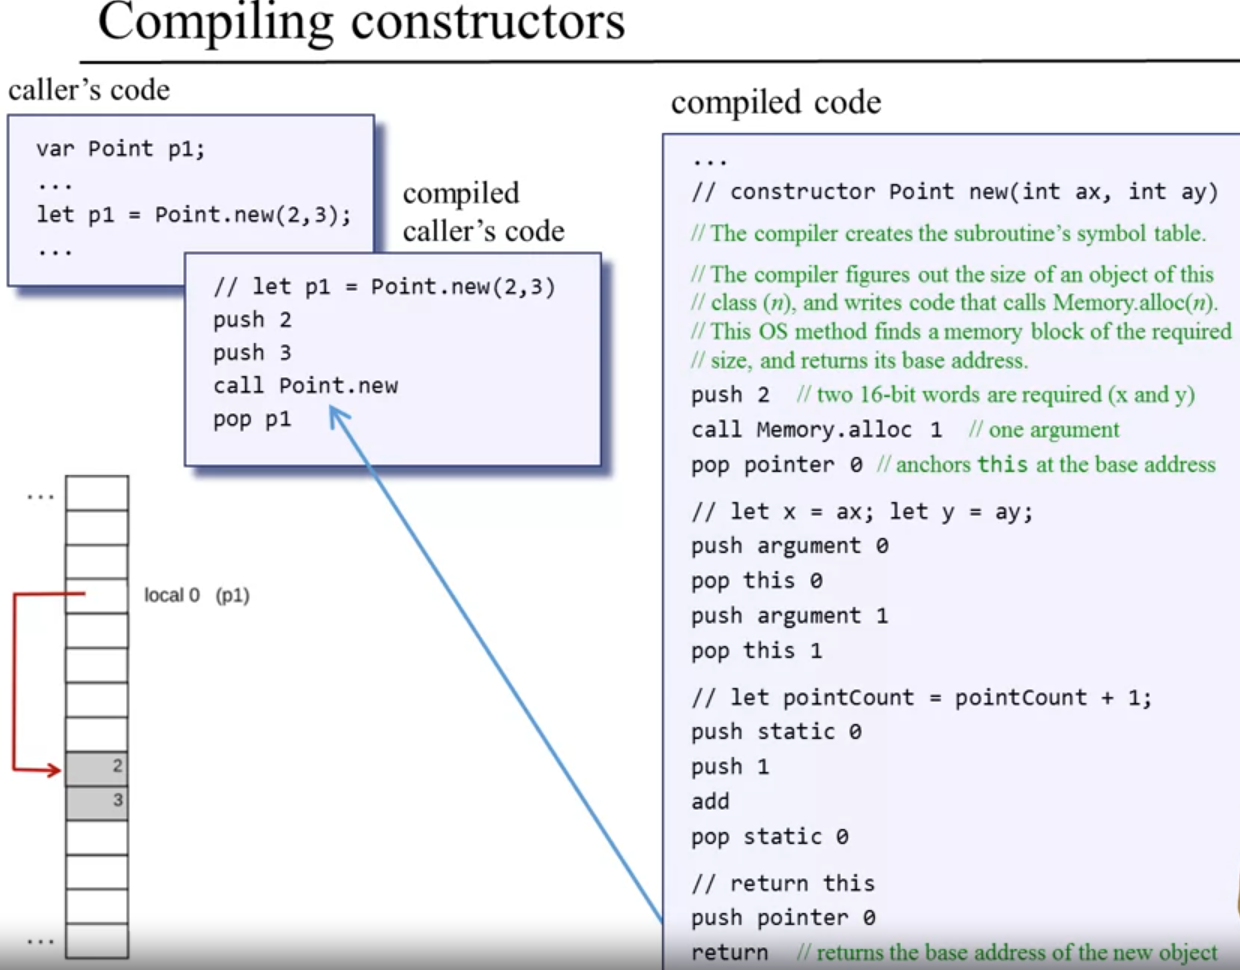 Compiling constructors
caller’s code
var Point p1;
...
let p1 = Point.new(2,3);
...
compiled
caller’s code
// let p1 = Point.new(2,3)
push 2
push 3
call Point.new
pop p1
...
local 0 (p1)
2
3
...
compiled code
...
// constructor Point new(int ax, int ay)
// The compiler creates the subroutine’s symbol table.
// The compiler figures out the size of an object of this
// class (n), and writes code that calls Memory.alloc(n).
// This OS method finds a memory block of the required
// size, and returns its base address.
push 2 // two 16-bit words are required (x and y)
call Memory.alloc 1 // one argument
pop pointer 0 // anchors this at the base address
// let x = ax; let y = ay;
push argument 0
pop this 0
push argument 1
pop this 1
// let pointCount = pointCount + 1;
push static 0
push 1
add
pop static 0
// return this
push pointer 0
return // returns the base address of the new object